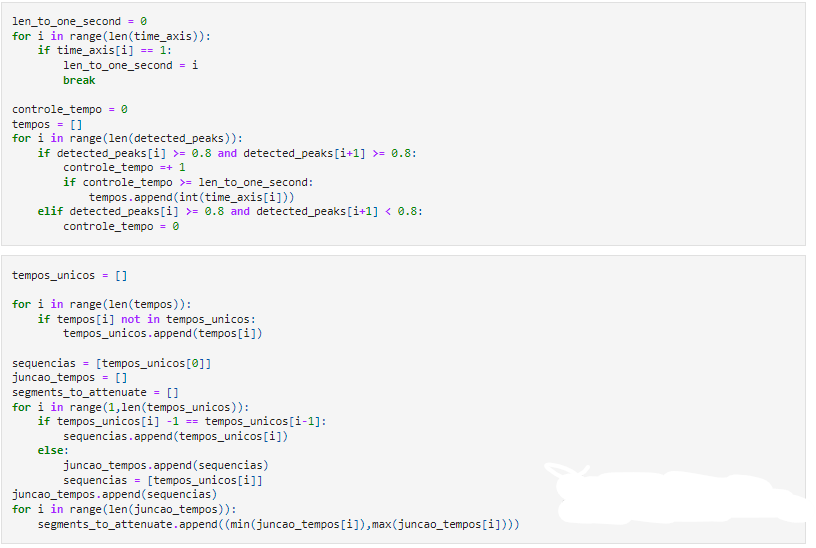 len_to_one_second = 0
for i in range(len(time_axis)):
    if time_axis[i] == 1:
        len_to_one_second = i
        break
controle_tempo = 0
tempos = []
for i in range(len(detected_peaks)):
    if detected_peaks[i] >= 0.8 and detected_peaks[i+1] >= 0.8:
        controle_tempo =+ 1
        if controle_tempo >= len_to_one_second:
            tempos.append(int(time_axis[i]))
    elif detected_peaks[i] >= 0.8 and detected_peaks[i+1] < 0.8:
        controle_tempo = 0
tempos_unicos = []
for i in range(len(tempos)):
    if tempos[i] not in tempos_unicos:
        tempos_unicos.append(tempos[i])
sequencias = [tempos_unicos[0]]
juncao_tempos = []
segments_to_attenuate = []
for i in range(1,len(tempos_unicos)):
    if tempos_unicos[i] -1 == tempos_unicos[i-1]:
        sequencias.append(tempos_unicos[i])
    else:
        juncao_tempos.append(sequencias)
        sequencias = [tempos_unicos[i]]
juncao_tempos.append(sequencias)
for i in range(len(juncao_tempos)):
    segments_to_attenuate.append((min(juncao_tempos[i]),max(juncao_tempos[i])))